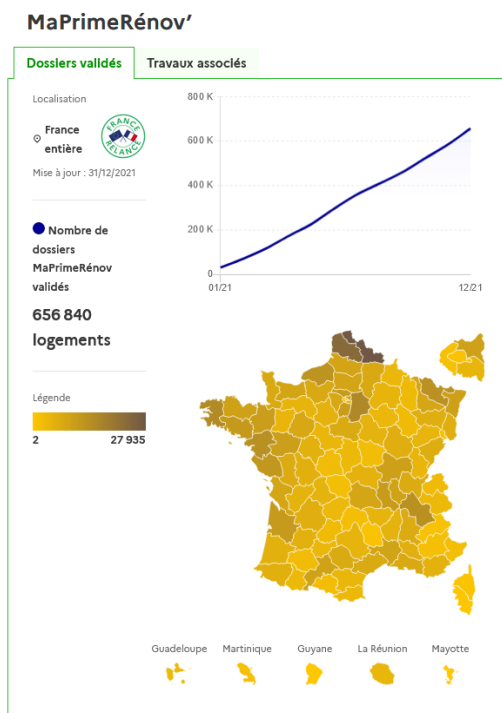 MaPrimeRénov’
Dossiers validés
Travaux associés
Localisation
France
entière
FRANCE
RELANCE
Mise à jour : 31/12/2021
Nombre de
dossiers
MaPrimeRénov
validés
656 840
logements
Légende
2
27 935
800 K
600 K
400 K
200 K
0
01/21
12/21
Guadeloupe
Martinique
Guyane
La Réunion
Mayotte